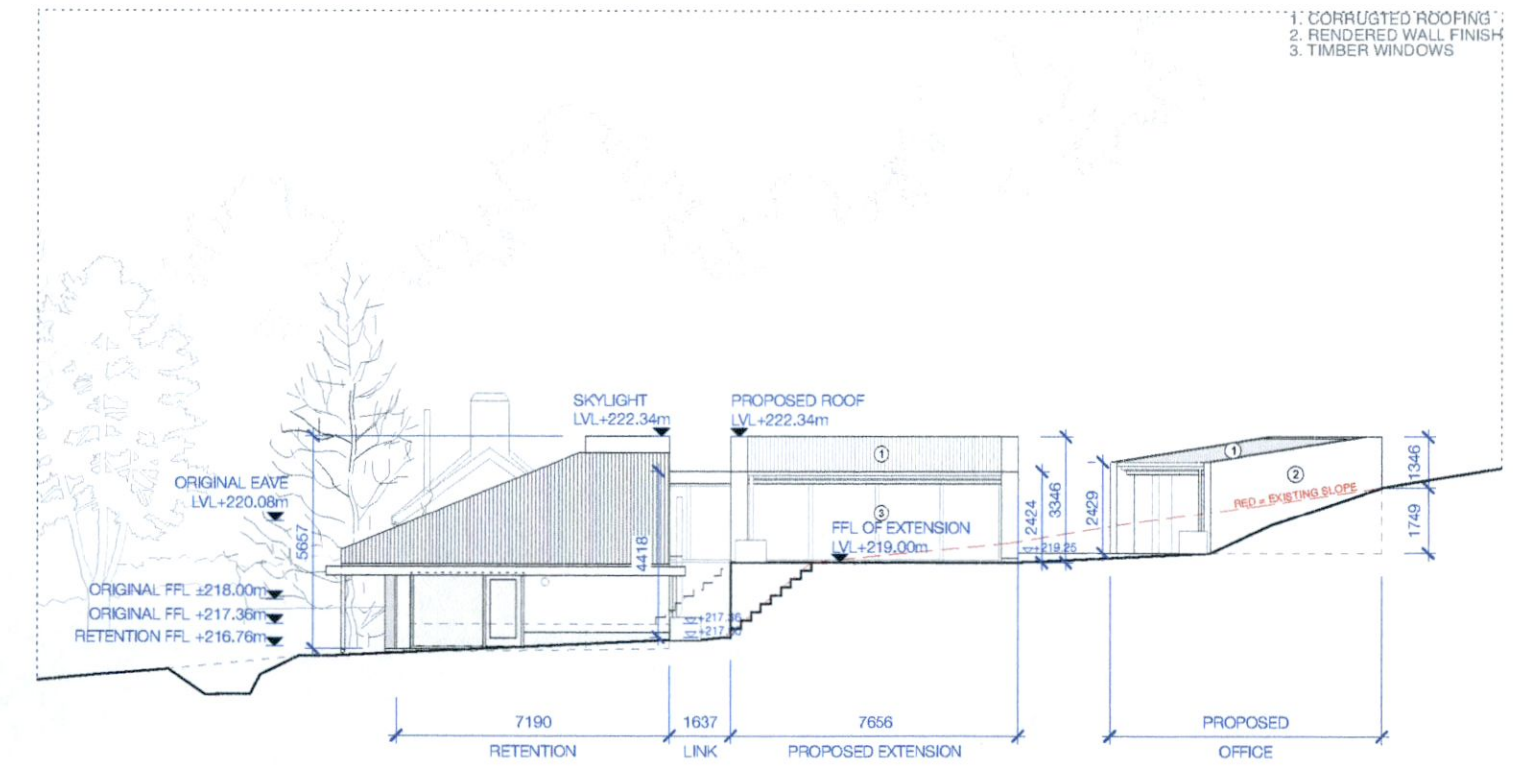 1. CORRUGTED ROOFING
2. RENDERED WALL FINISH
3. TIMBER WINDOWS
SKYLIGHT
LVL+222.34m
PROPOSED ROOF
LVL+222.34m
1
1
2
1346
ORIGINAL EAVE
LVL+220.08m
5657
4418
3
FFL OF EXTENSION
LVL+219.00m
2424
3346
2429
+219.25
RED = EXISTING SLOPE
1749
ORIGINAL FFL ±218.00m
ORIGINAL FFL +217.36m
RETENTION FFL +216.76m
7190
1637
7656
PROPOSED
RETENTION
LINK
PROPOSED EXTENSION
OFFICE